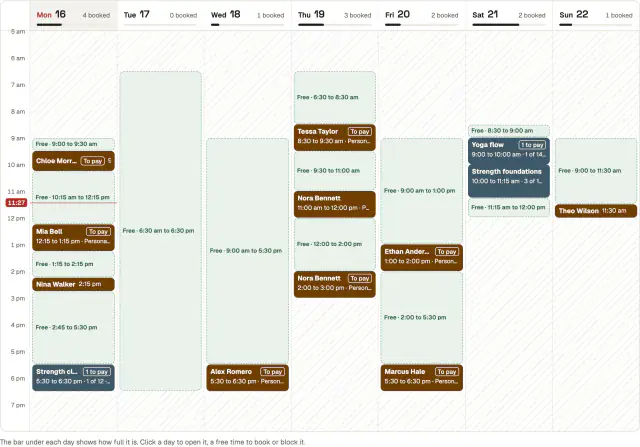 Mon 16 4 booked
Tue 17 0 booked
Wed 18 1 booked
Thu 19 3 booked
Fri 20 2 booked
Sat 21 2 booked
Sun 22 1 booked
5 am
6 am
7 am
8 am
9 am
10 am
11 am
11:27
12 pm
1 pm
2 pm
3 pm
4 pm
5 pm
6 pm
7 pm
Free · 9:00 to 9:30 am
Chloe Morr... To pay
Free · 10:15 am to 12:15 pm
Mia Bell To pay
12:15 to 1:15 pm · Persona...
Free · 1:15 to 2:15 pm
Nina Walker 2:15 pm
Free · 2:45 to 5:30 pm
Strength cl... 1 to pay
5:30 to 6:30 pm · 1 of 12 ·...
Free · 6:30 am to 6:30 pm
Free · 9:00 am to 5:30 pm
Alex Romero To pay
5:30 to 6:30 pm · Person...
Free · 6:30 to 8:30 am
Tessa Taylor To pay
8:30 to 9:30 am · Person...
Free · 9:30 to 11:00 am
Nora Bennett
11:00 am to 12:00 pm · P...
Free · 12:00 to 2:00 pm
Nora Bennett To pay
2:00 to 3:00 pm · Person...
Free · 9:00 am to 1:00 pm
Ethan Ander... To pay
1:00 to 2:00 pm · Person...
Free · 2:00 to 5:30 pm
Marcus Hale To pay
5:30 to 6:30 pm · Person...
Free · 8:30 to 9:00 am
Yoga flow 1 to pay
9:00 to 10:00 am · 1 of 14...
Strength foundations
10:00 to 11:15 am · 3 of 1...
Free · 11:15 am to 12:00 pm
Free · 9:00 to 11:30 am
Theo Wilson 11:30 am
The bar under each day shows how full it is. Click a day to open it, a free time to book or block it.